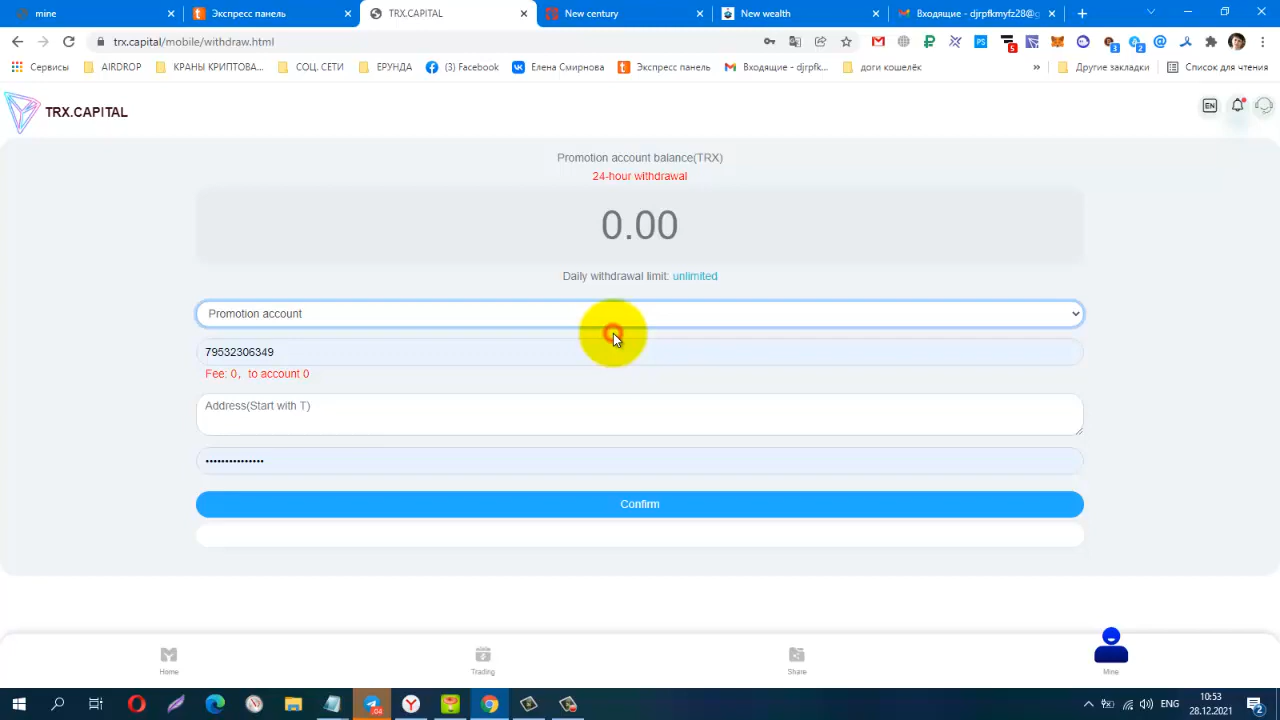 mine
Экспресс панель
TRX.CAPITAL
New century
New wealth
Входящие - djrpfkmyfz28@g
trx.capital/mobile/withdraw.html
Сервисы
AIRDROP
КРАНЫ КРИПТОВА...
СОЦ. СЕТИ
ЕРУНДА
(3) Facebook
Елена Смирнова
Экспресс панель
Входящие - djrpfk...
доги кошелёк
»
Другие закладки
Список для чтения
TRX.CAPITAL
EN
Promotion account balance(TRX)
24-hour withdrawal
0.00
Daily withdrawal limit: unlimited
Promotion account
79532306349
Fee: 0, to account 0
Address(Start with T)
•••••••••••••••
Confirm
Home
Trading
Share
Mine
10:53
28.12.2021